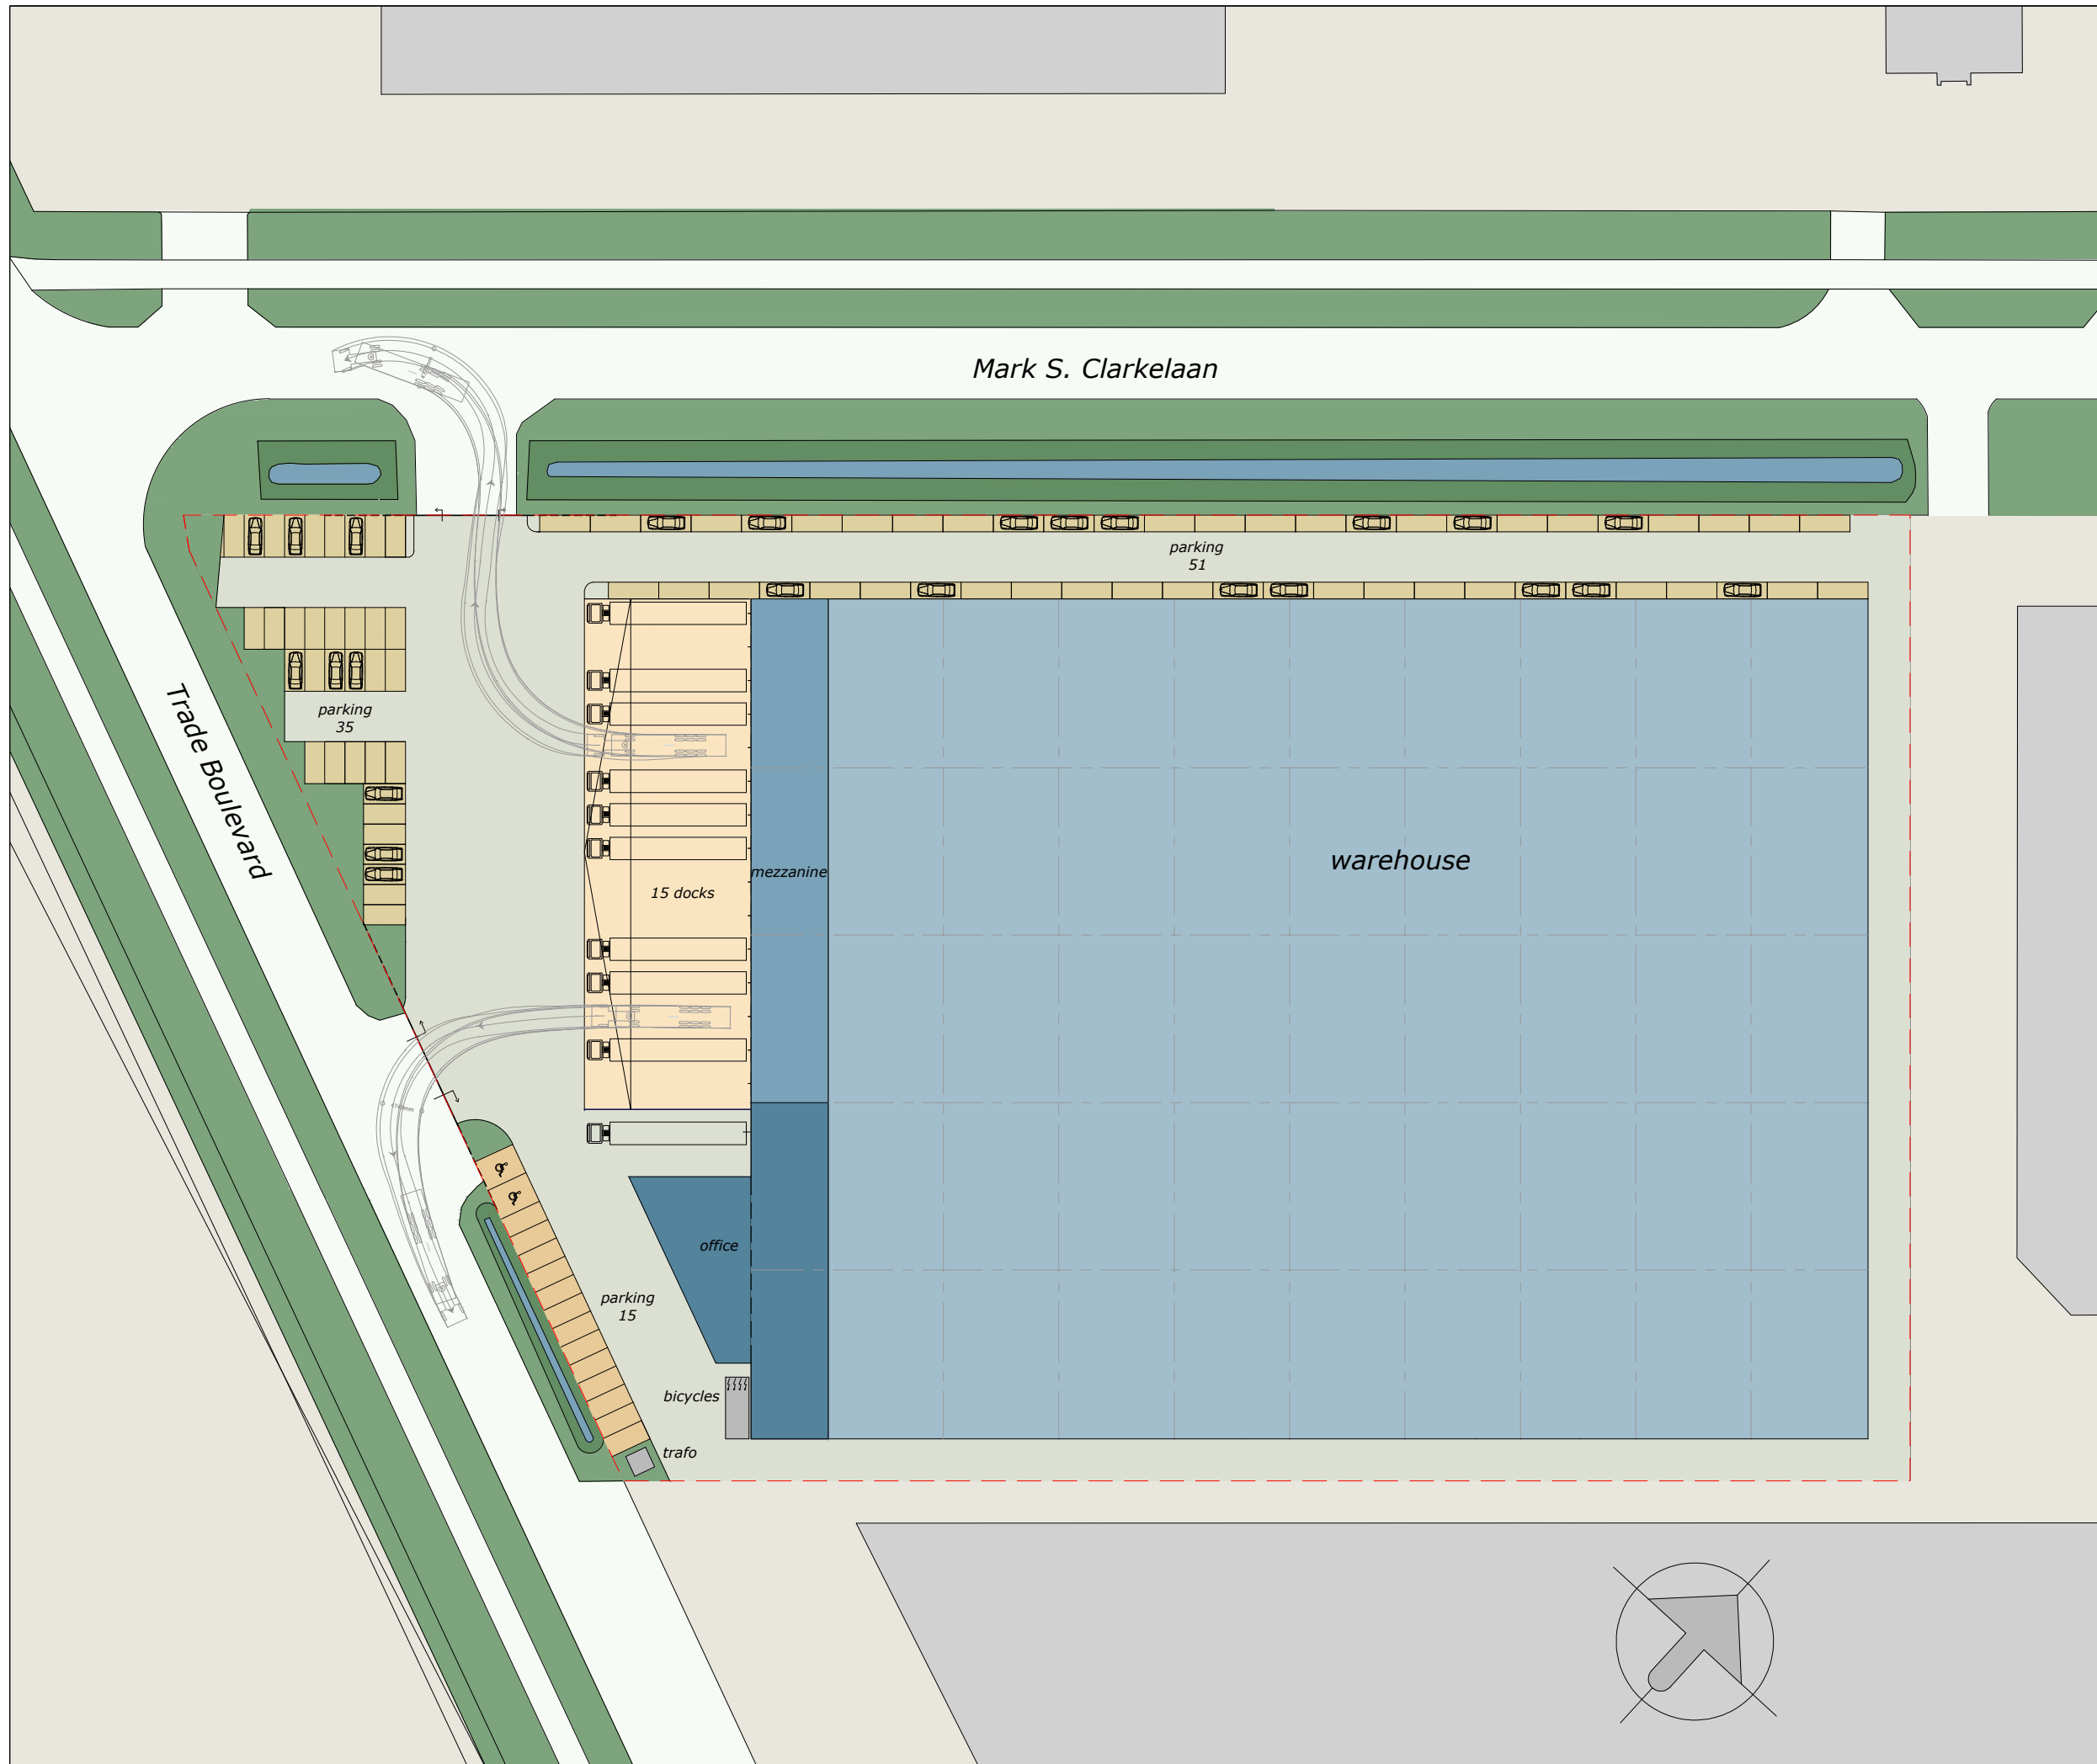 Mark S. Clarkelaan
parking
51
parking
35
Trade Boulevard
mezzanine
warehouse
15 docks
office
parking
15
bicycles
trafo